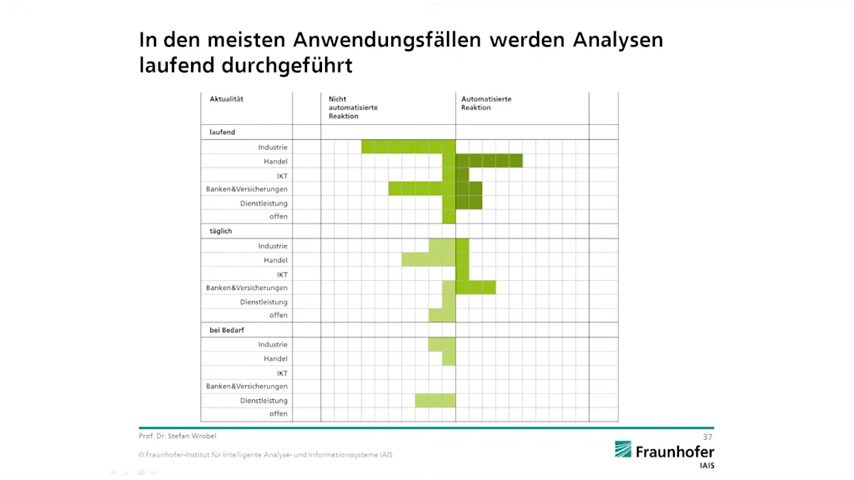 In den meisten Anwendungsfällen werden Analysen
laufend durchgeführt
Aktualität
Nicht
automatisierte
Reaktion
Automatisierte
Reaktion
laufend
Industrie
Handel
IKT
Banken&Versicherungen
Dienstleistung
offen
täglich
Industrie
Handel
IKT
Banken&Versicherungen
Dienstleistung
offen
bei Bedarf
Industrie
Handel
IKT
Banken&Versicherungen
Dienstleistung
offen
Prof. Dr. Stefan Wrobel
37
© Fraunhofer-Institut für Intelligente Analyse- und Informationssysteme IAIS
Fraunhofer
IAIS